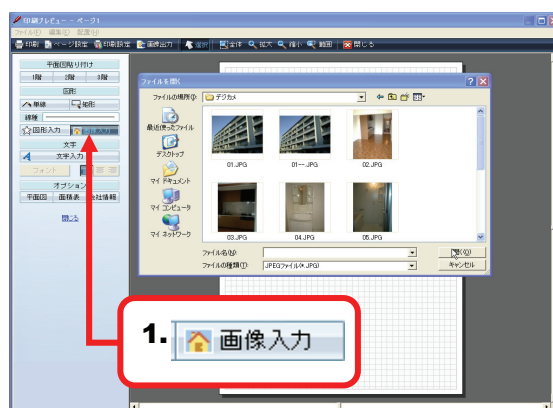 印刷プレビュー - ページ1
ファイル(F) 編集(E) 配置(V)
印刷 ページ設定 印刷設定 画像出力 選択 全体 拡大 縮小 範囲 閉じる
平面図貼り付け
1階 2階 3階
図形
単線 矩形
線種
図形入力 画像入力
文字
文字入力
フォント
オプション
平面図 面積表 会社情報
閉じる
ファイルを開く
ファイルの場所(I): デジカメ
最近使ったファイル
デスクトップ
マイ ドキュメント
マイ コンピュータ
マイ ネットワーク
01.JPG 01--.JPG 02.JPG
03.JPG 04.JPG 05.JPG
ファイル名(N): 開く(O)
ファイルの種類(T): JPEGファイル(*.JPG) キャンセル
1. 画像入力